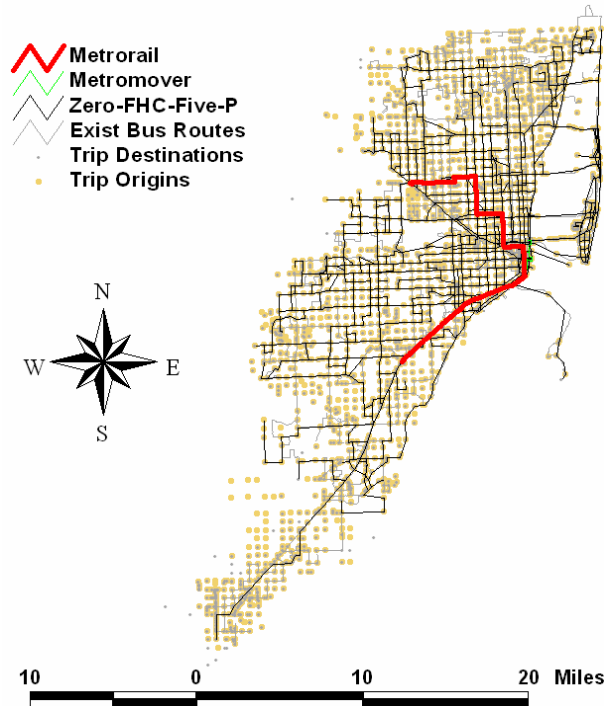 Metrorail
Metromover
Zero-FHC-Five-P
Exist Bus Routes
Trip Destinations
Trip Origins
N
W E
S
10 0 10 20 Miles